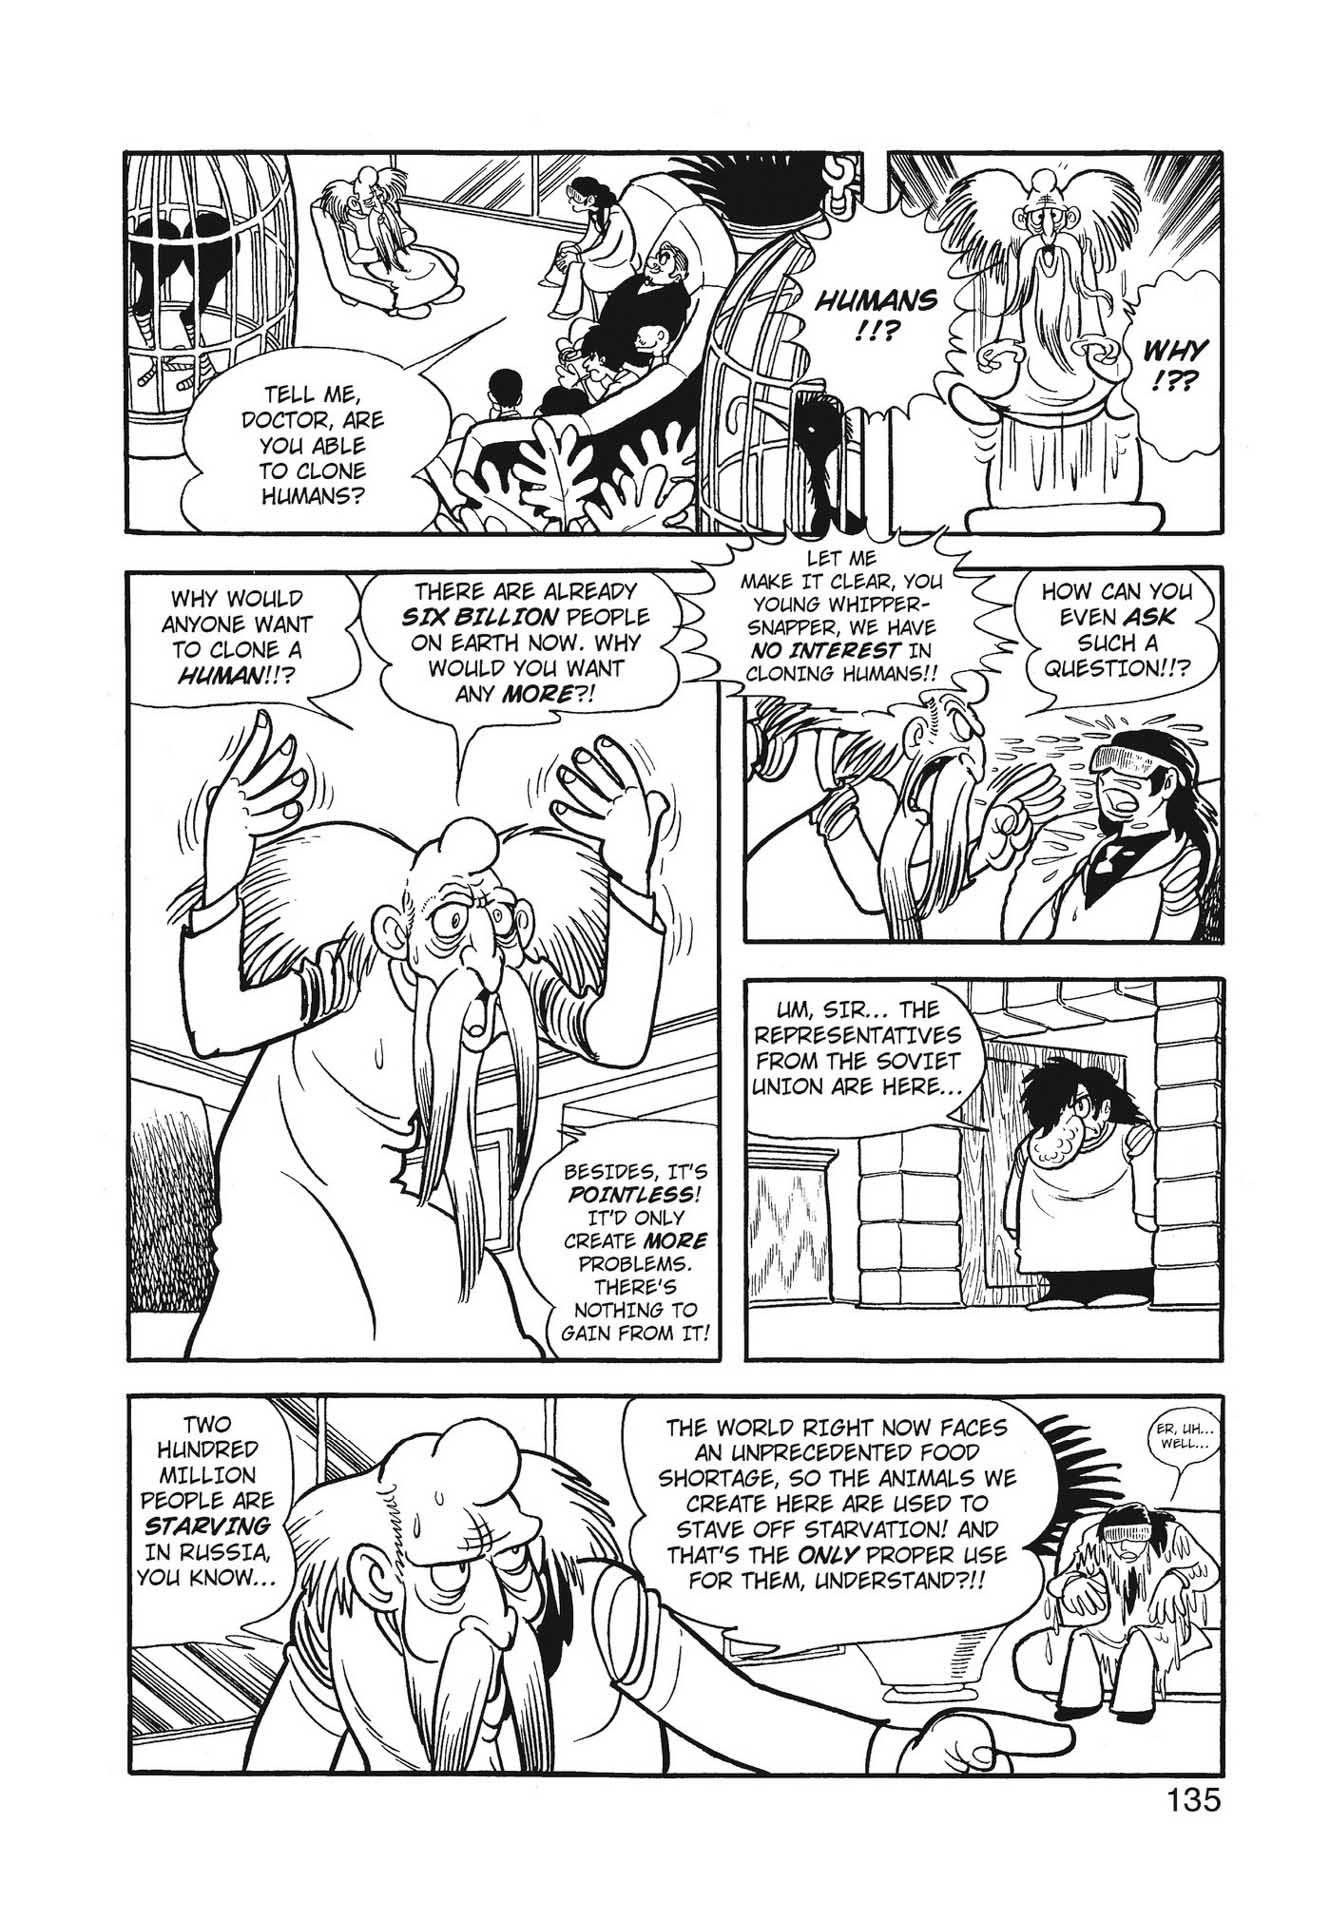 TELL ME,
DOCTOR, ARE
YOU ABLE
TO CLONE
HUMANS?
HUMANS
!!?
WHY
!??
WHY WOULD
ANYONE WANT
TO CLONE A
HUMAN!!?
THERE ARE ALREADY
SIX BILLION PEOPLE
ON EARTH NOW. WHY
WOULD YOU WANT
ANY MORE?!
BESIDES, IT'S
POINTLESS!
IT'D ONLY
CREATE MORE
PROBLEMS.
THERE'S
NOTHING TO
GAIN FROM IT!
LET ME
MAKE IT CLEAR, YOU
YOUNG WHIPPER-
SNAPPER, WE HAVE
NO INTEREST IN
CLONING HUMANS!!
HOW CAN YOU
EVEN ASK
SUCH A
QUESTION!!?
UM, SIR... THE
REPRESENTATIVES
FROM THE SOVIET
UNION ARE HERE...
TWO
HUNDRED
MILLION
PEOPLE ARE
STARVING
IN RUSSIA,
YOU KNOW...
THE WORLD RIGHT NOW FACES
AN UNPRECEDENTED FOOD
SHORTAGE, SO THE ANIMALS WE
CREATE HERE ARE USED TO
STAVE OFF STARVATION! AND
THAT'S THE ONLY PROPER USE
FOR THEM, UNDERSTAND?!!
ER, UH...
WELL...
135